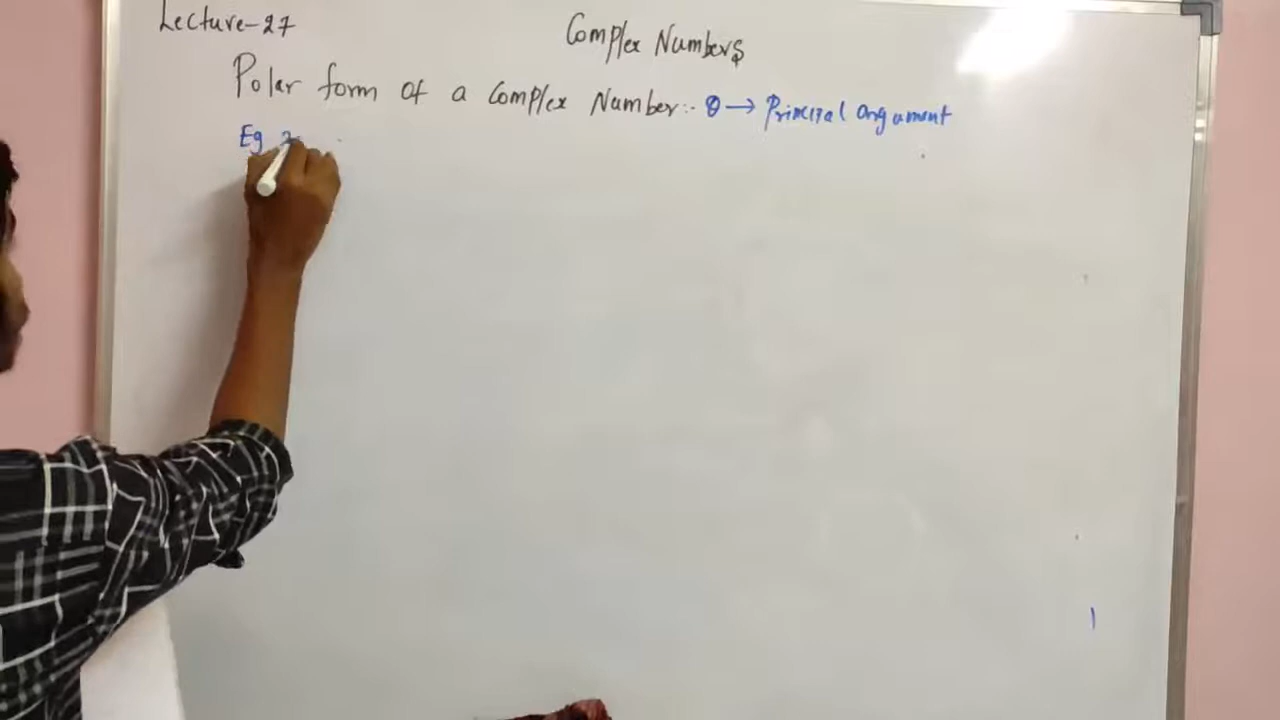 Lecture-27
Complex Numbers
Polar form of a Complex Number:- θ → Principal argument
Eg